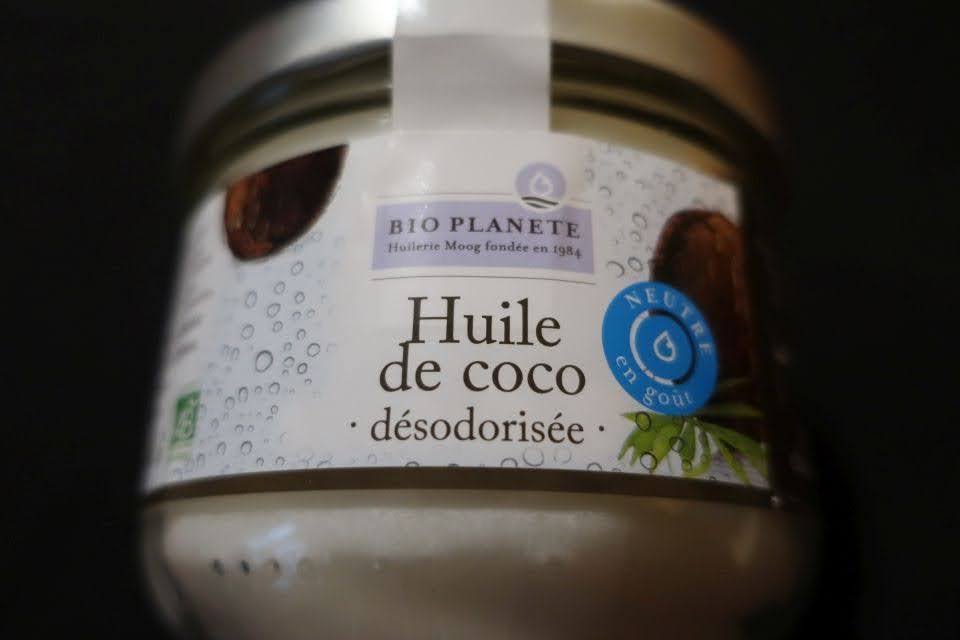 BIO PLANETE
Huilerie Moog fondée en 1984
Huile
de coco
· désodorisée ·
NEUTRE
en goût